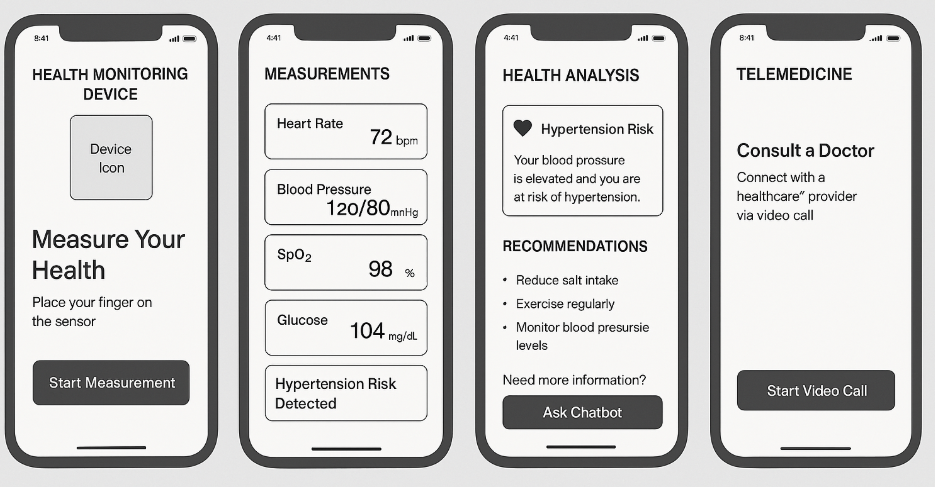 8:41
HEALTH MONITORING
DEVICE
Device
Icon
Measure Your
Health
Place your finger on
the sensor
Start Measurement
4:41
MEASUREMENTS
Heart Rate
72 bpm
Blood Pressure
120/80 mnHg
SpO₂
98 %
Glucose
104 mg/dL
Hypertension Risk
Detected
4:41
HEALTH ANALYSIS
Hypertension Risk
Your blood prossure
is elevated and you are
at risk of hypertension.
RECOMMENDATIONS
• Reduce salt intake
• Exercise regularly
• Monitor blood presursie
levels
Need more information?
Ask Chatbot
8:41
TELEMEDICINE
Consult a Doctor
Connect with a
healthcare” provider
via video call
Start Video Call